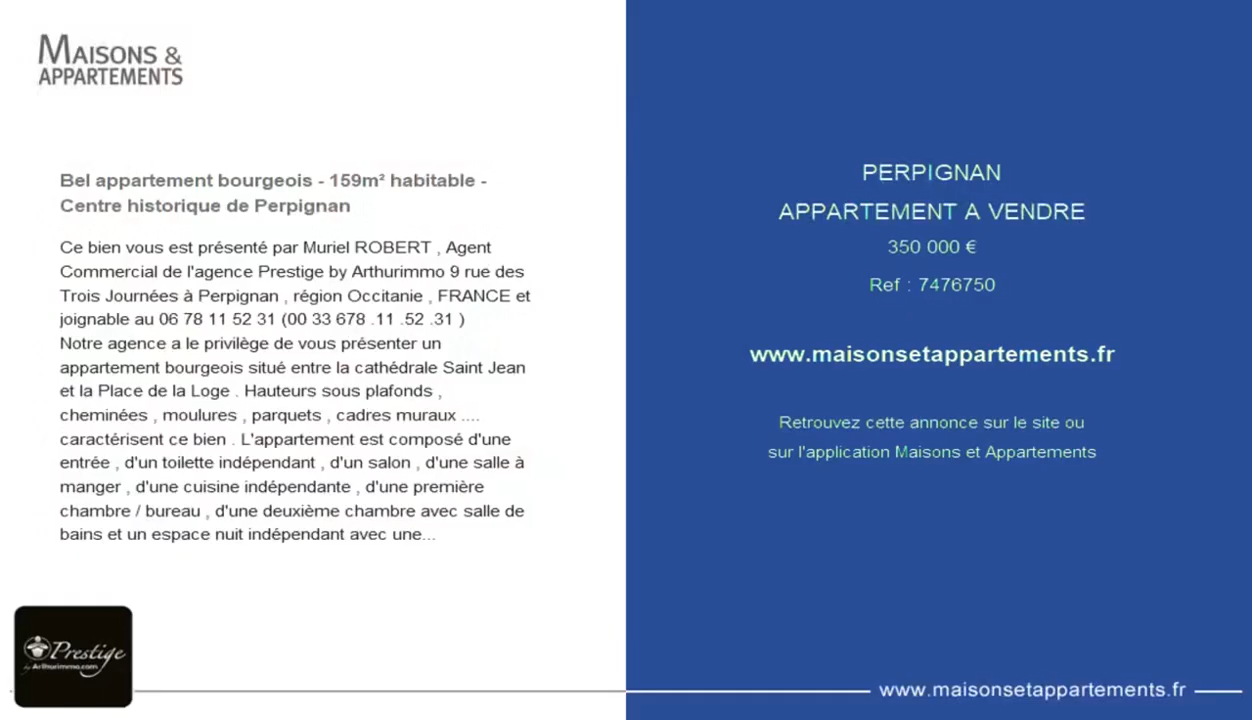 MAISONS &
APPARTEMENTS
Bel appartement bourgeois - 159m² habitable -
Centre historique de Perpignan
Ce bien vous est présenté par Muriel ROBERT , Agent
Commercial de l'agence Prestige by Arthurimmo 9 rue des
Trois Journées à Perpignan , région Occitanie , FRANCE et
joignable au 06 78 11 52 31 (00 33 678 .11 .52 .31 )
Notre agence a le privilège de vous présenter un
appartement bourgeois situé entre la cathédrale Saint Jean
et la Place de la Loge . Hauteurs sous plafonds ,
cheminées , moulures , parquets , cadres muraux ....
caractérisent ce bien . L'appartement est composé d'une
entrée , d'un toilette indépendant , d'un salon , d'une salle à
manger , d'une cuisine indépendante , d'une première
chambre / bureau , d'une deuxième chambre avec salle de
bains et un espace nuit indépendant avec une...
Prestige
by Arthurimmo.com
PERPIGNAN
APPARTEMENT A VENDRE
350 000 €
Ref : 7476750
www.maisonsetappartements.fr
Retrouvez cette annonce sur le site ou
sur l'application Maisons et Appartements
www.maisonsetappartements.fr